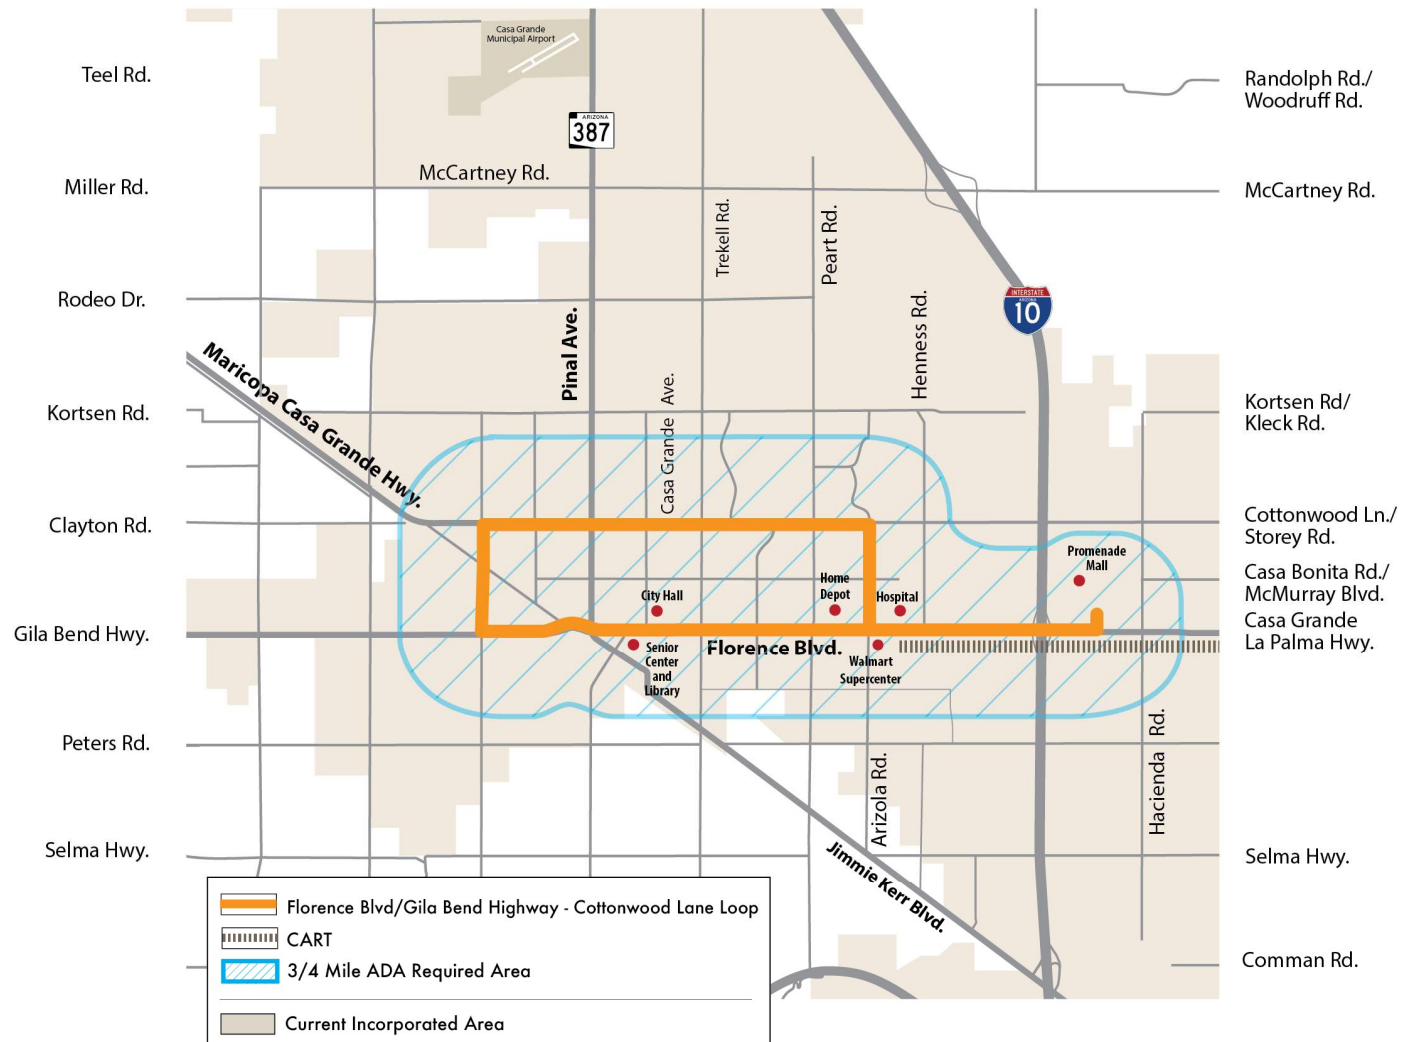 Casa Grande
Municipal Airport
Teel Rd.
Randolph Rd./
Woodruff Rd.
ARIZONA
387
McCartney Rd.
Miller Rd.
McCartney Rd.
Trekell Rd.
Peart Rd.
Rodeo Dr.
INTERSTATE
ARIZONA
10
Pinal Ave.
Henness Rd.
Maricopa Casa Grande Hwy.
Casa Grande Ave.
Kortsen Rd.
Kortsen Rd/
Kleck Rd.
Clayton Rd.
Cottonwood Ln./
Storey Rd.
Promenade
Mall
Home
Depot
Casa Bonita Rd./
McMurray Blvd.
City Hall
Hospital
Gila Bend Hwy.
Casa Grande
La Palma Hwy.
Florence Blvd.
Senior
Center
and
Library
Walmart
Supercenter
Peters Rd.
Arizola Rd.
Hacienda Rd.
Selma Hwy.
Selma Hwy.
Jimmie Kerr Blvd.
Comman Rd.
Florence Blvd/Gila Bend Highway - Cottonwood Lane Loop
CART
3/4 Mile ADA Required Area
Current Incorporated Area